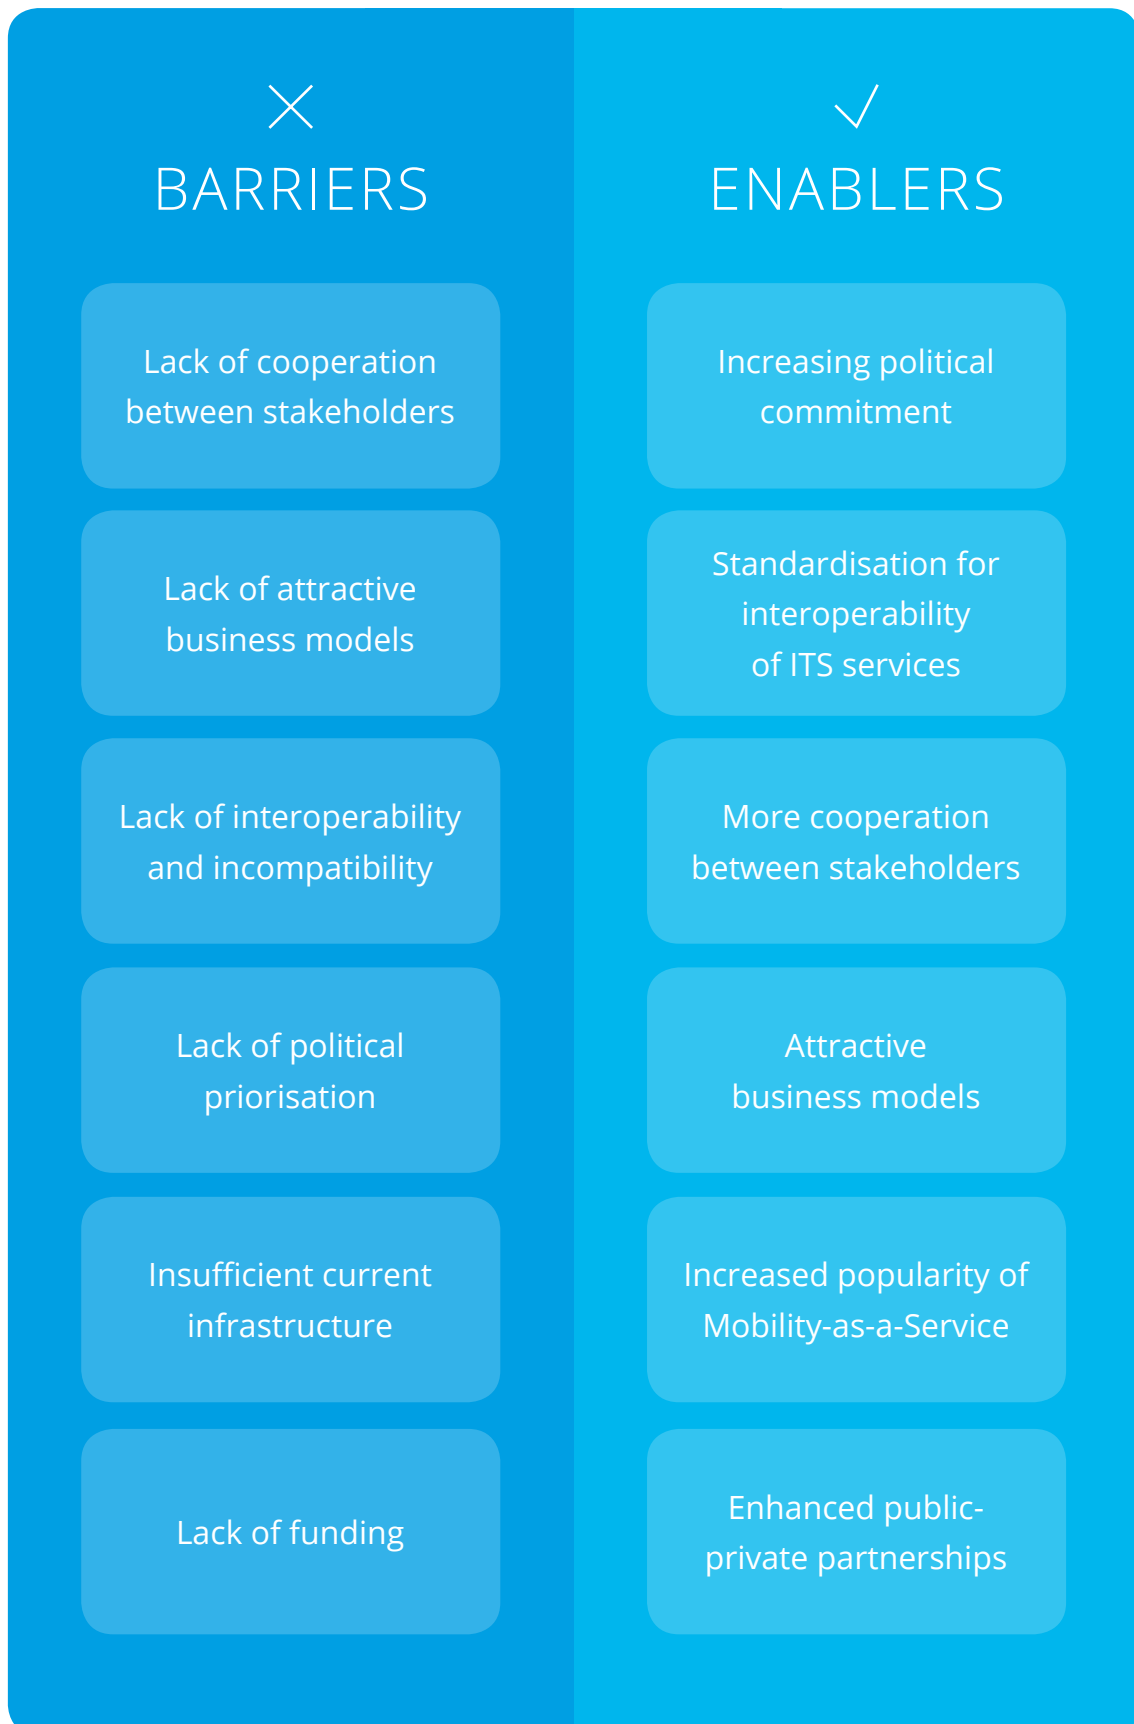 BARRIERS
Lack of cooperation
between stakeholders
Lack of attractive
business models
Lack of interoperability
and incompatibility
Lack of political
priorisation
Insufficient current
infrastructure
Lack of funding
ENABLERS
Increasing political
commitment
Standardisation for
interoperability
of ITS services
More cooperation
between stakeholders
Attractive
business models
Increased popularity of
Mobility-as-a-Service
Enhanced public-
private partnerships